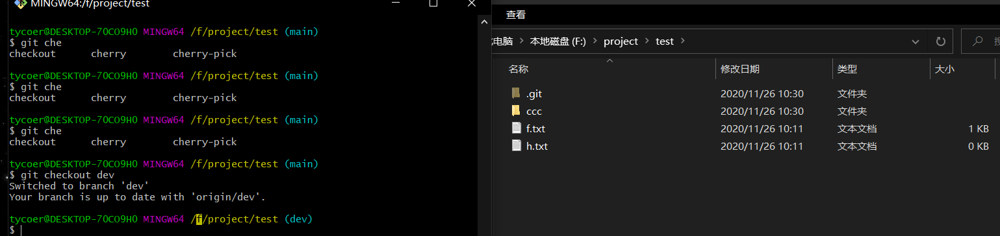 MINGW64:/f/project/test
tycoer@DESKTOP-7OCO9HO MINGW64 /f/project/test (main)
$ git che
checkout cherry cherry-pick
tycoer@DESKTOP-7OCO9HO MINGW64 /f/project/test (main)
$ git che
checkout cherry cherry-pick
tycoer@DESKTOP-7OCO9HO MINGW64 /f/project/test (main)
$ git che
checkout cherry cherry-pick
tycoer@DESKTOP-7OCO9HO MINGW64 /f/project/test (main)
$ git checkout dev
Switched to branch 'dev'
Your branch is up to date with 'origin/dev'.
tycoer@DESKTOP-7OCO9HO MINGW64 /f/project/test (dev)
$
查看
电脑 本地磁盘 (F:) project test
名称 修改日期 类型 大小
.git 2020/11/26 10:30 文件夹
ccc 2020/11/26 10:30 文件夹
f.txt 2020/11/26 10:11 文本文档 1 KB
h.txt 2020/11/26 10:11 文本文档 0 KB